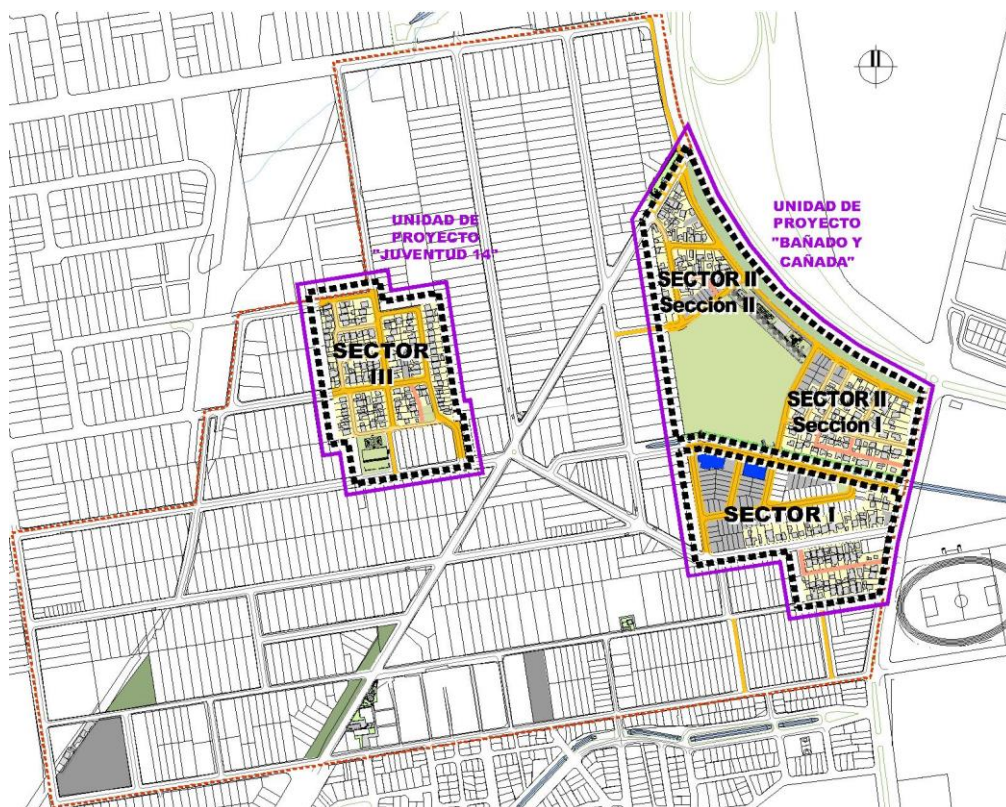 UNIDAD DE
PROYECTO
"JUVENTUD 14"
UNIDAD DE
PROYECTO
"BAÑADO Y
CAÑADA"
SECTOR II
Sección II
SECTOR
III
SECTOR II
Sección I
SECTOR I